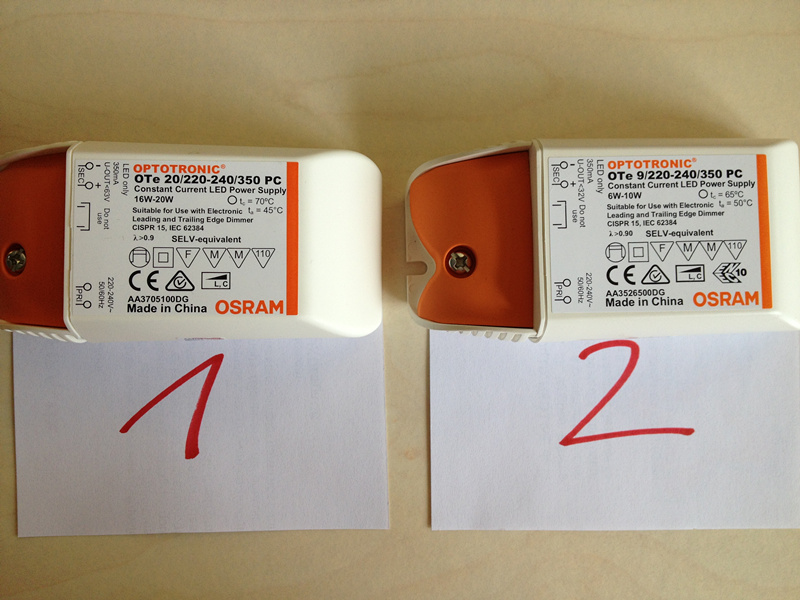 OPTOTRONIC®
OTe 20/220-240/350 PC
Constant Current LED Power Supply
16W-20W
tc = 70ºC
Suitable for Use with Electronic
ta = 45°C
Leading and Trailing Edge Dimmer
CISPR 15, IEC 62384
λ >0.9 SELV-equivalent
F M M 110
CE L, C
AA3705100DG
Made in China OSRAM
LED only
350mA
U-OUT<63V
SEC
- +
Do not
use
220-240V~
50/60Hz
PRI
1
OPTOTRONIC®
OTe 9/220-240/350 PC
Constant Current LED Power Supply
6W-10W
tc = 65°C
Suitable for Use with Electronic
ta = 50°C
Leading and Trailing Edge Dimmer
CISPR 15, IEC 62384
λ >0.90 SELV-equivalent
F M M 110
CE L, C 10
AA3526500DG
Made in China OSRAM
LED only
350mA
U-OUT<32V
SEC
- +
Do not
use
220-240V~
50/60Hz
PRI
2